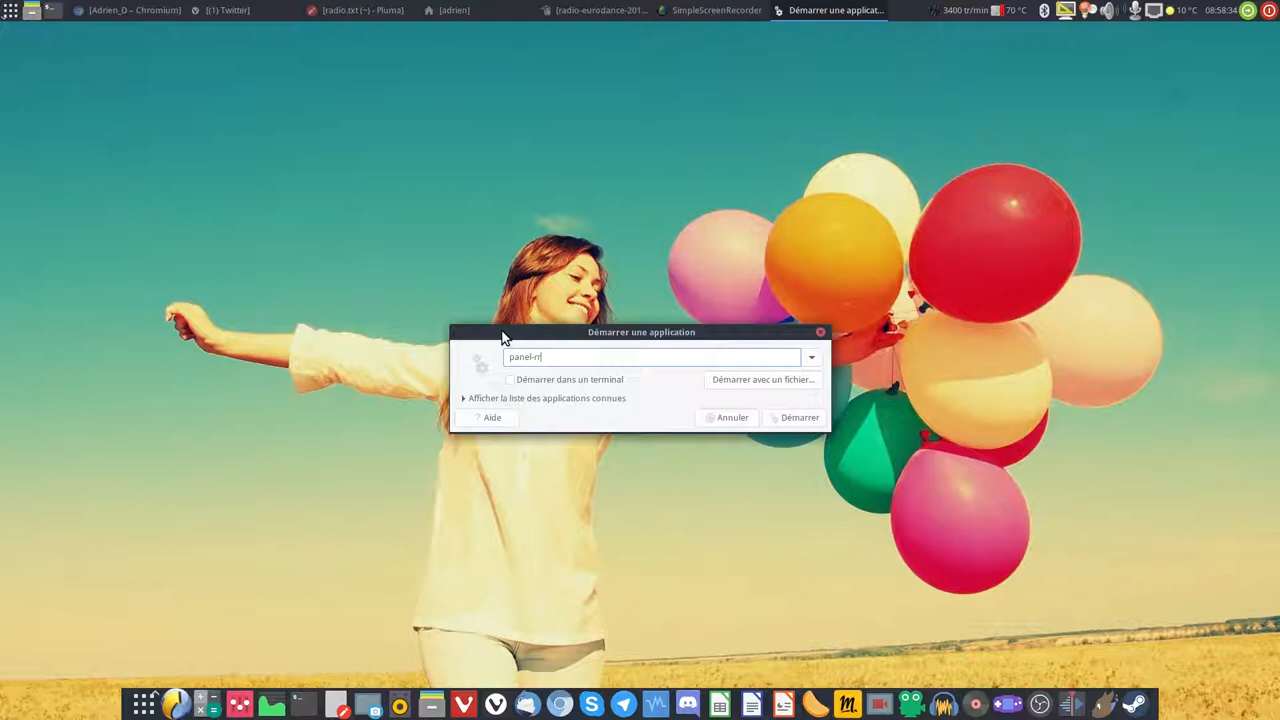 [Adrien_D – Chromium] [(1) Twitter] [radio.txt (~) – Pluma] [adrien] [radio-eurodance-201... SimpleScreenRecorder Démarrer une applicat... 3400 tr/min 70 °C 10 °C 08:58:34
Démarrer une application
panel-rr
Démarrer dans un terminal Démarrer avec un fichier...
Afficher la liste des applications connues
Aide Annuler Démarrer